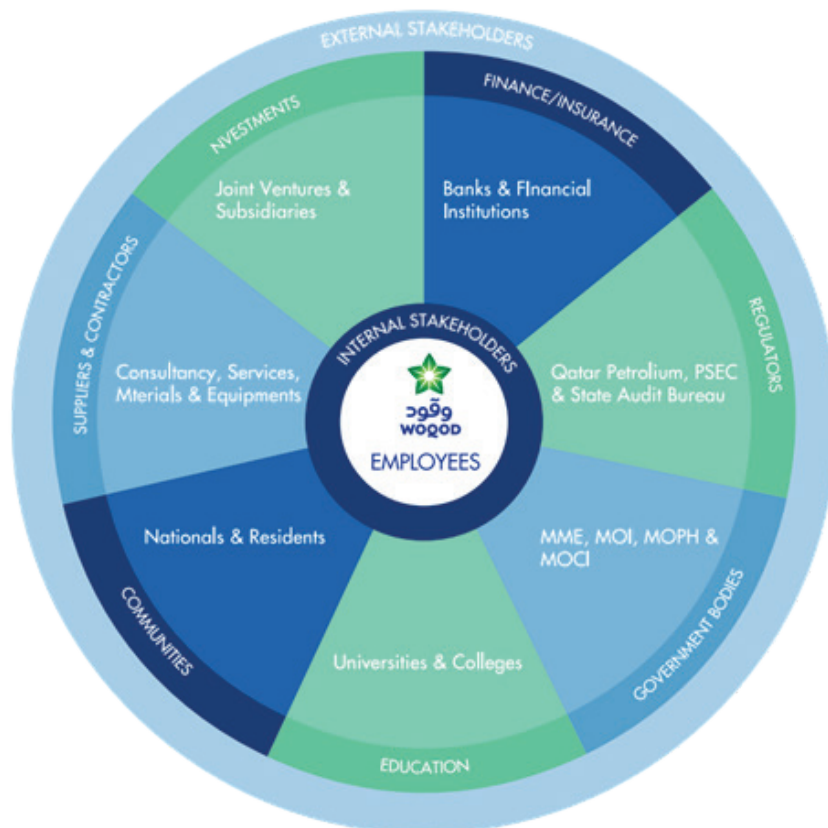 EXTERNAL STAKEHOLDERS
FINANCE/INSURANCE
Banks & FInancial
Institutions
REGULATORS
Qatar Petrolium, PSEC
& State Audit Bureau
GOVERNMENT BODIES
MME, MOI, MOPH &
MOCI
EDUCATION
Universities & Colleges
COMMUNITIES
Nationals & Residents
SUPPLIERS & CONTRACTORS
Consultancy, Services,
Mterials & Equipments
NVESTMENTS
Joint Ventures &
Subsidiaries
INTERNAL STAKEHOLDERS
وقود
WOQOD
EMPLOYEES